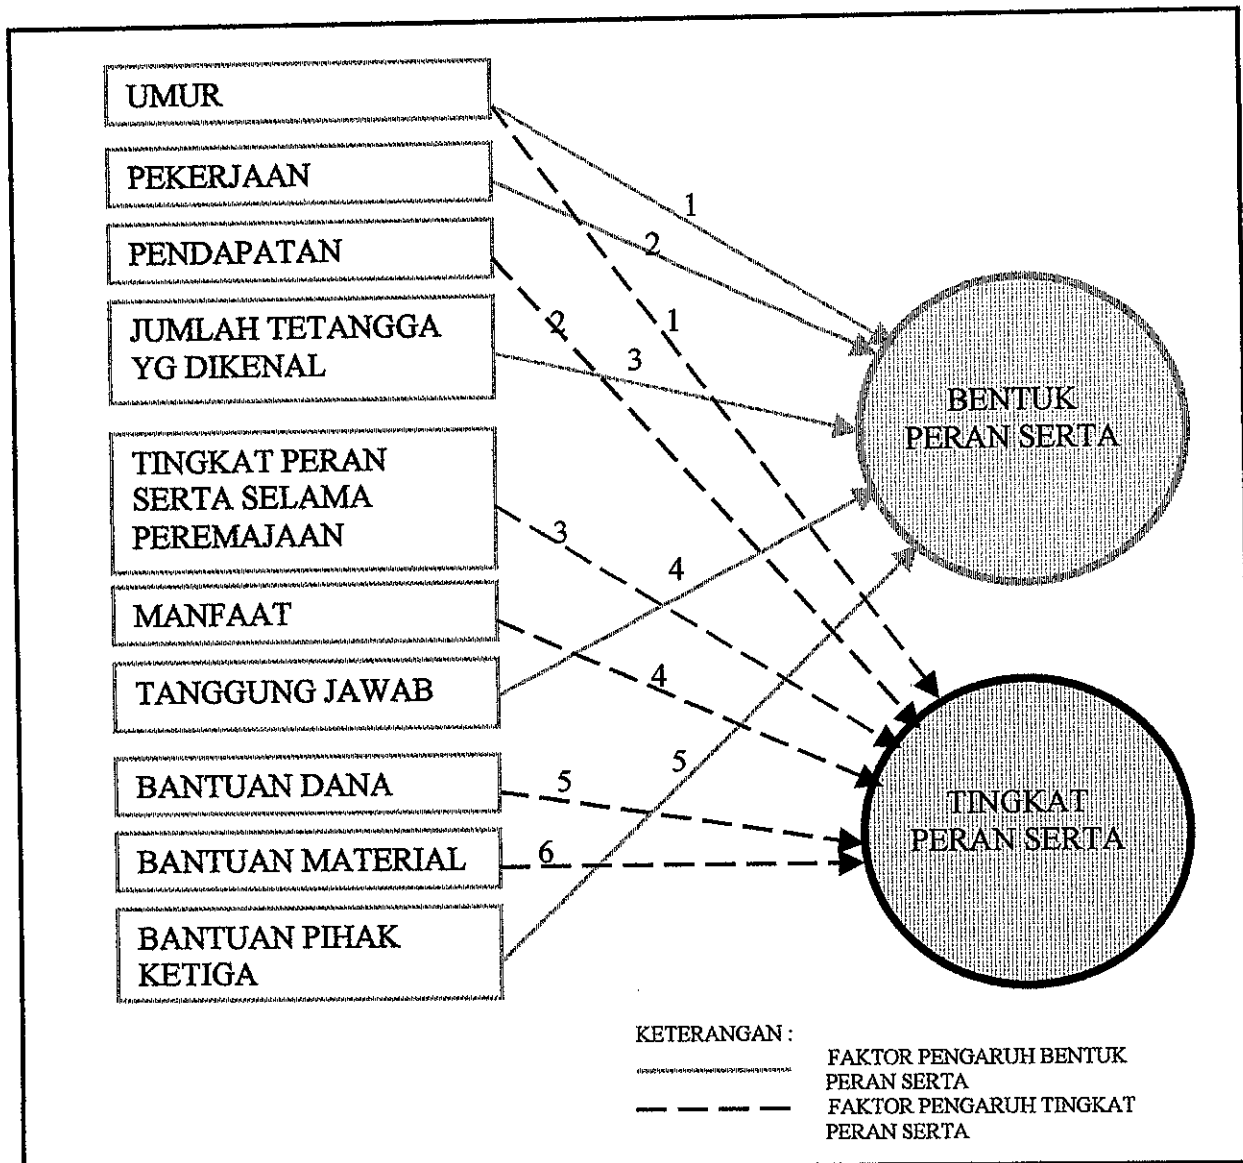 UMUR
PEKERJAAN
PENDAPATAN
JUMLAH TETANGGA
YG DIKENAL
TINGKAT PERAN
SERTA SELAMA
PEREMAJAAN
MANFAAT
TANGGUNG JAWAB
BANTUAN DANA
BANTUAN MATERIAL
BANTUAN PIHAK
KETIGA
1
2
1
2
3
3
4
4
5
5
6
BENTUK
PERAN SERTA
TINGKAT
PERAN SERTA
KETERANGAN :
FAKTOR PENGARUH BENTUK
PERAN SERTA
FAKTOR PENGARUH TINGKAT
PERAN SERTA